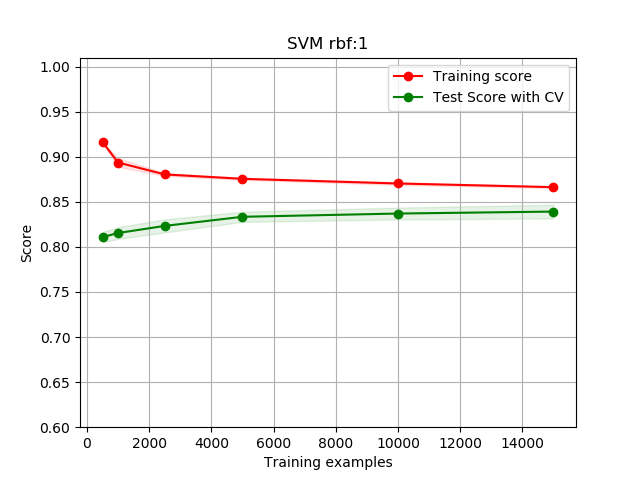 SVM rbf:1
Training score
Test Score with CV
1.00
0.95
0.90
0.85
0.80
0.75
0.70
0.65
0.60
Score
0 2000 4000 6000 8000 10000 12000 14000
Training examples